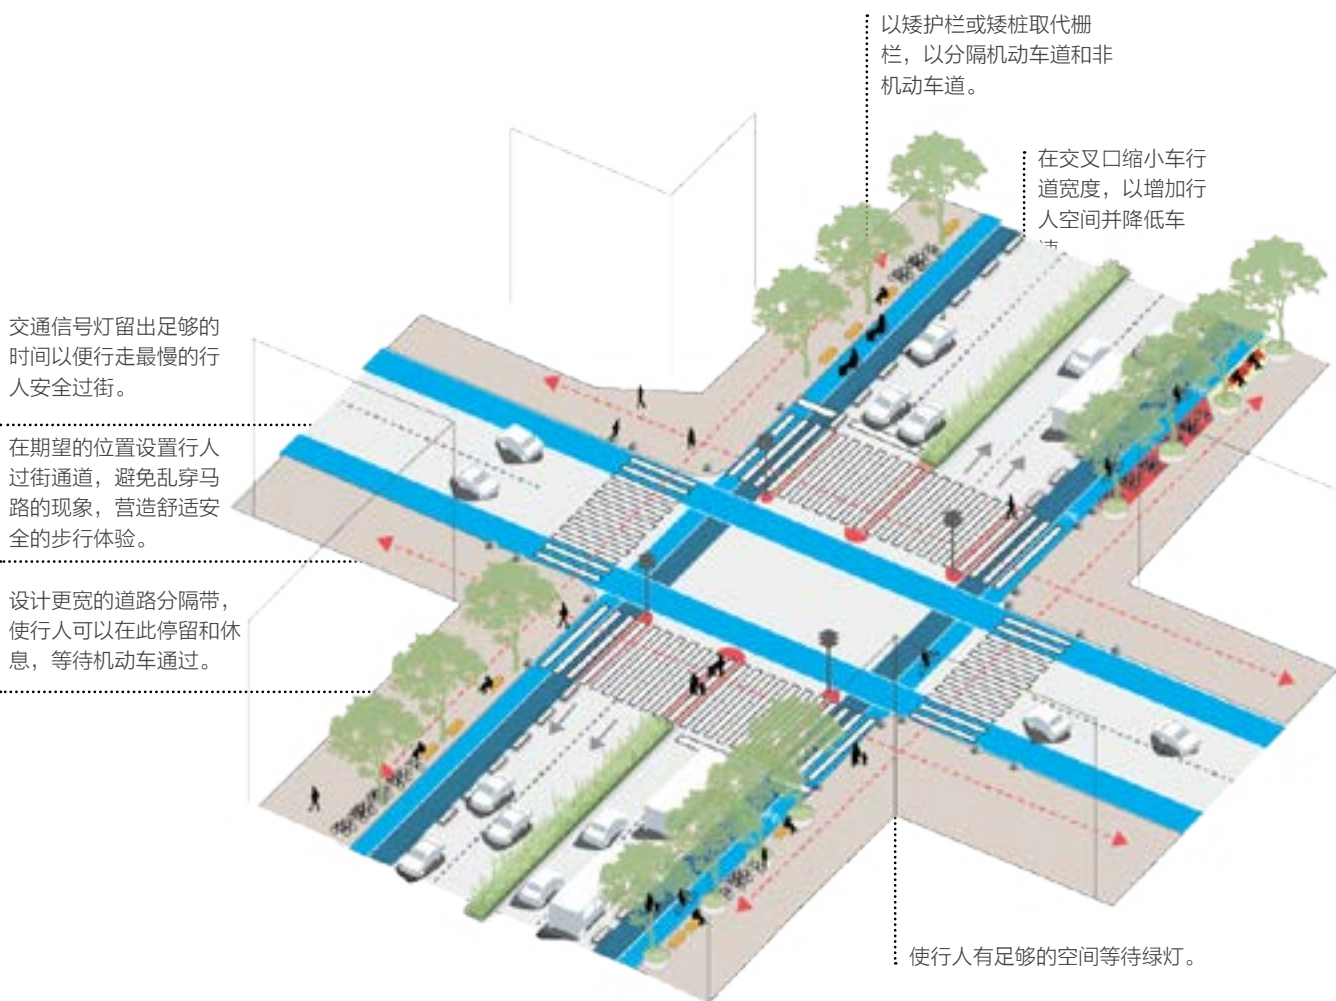 以矮护栏或矮桩取代栅
栏，以分隔机动车道和非
机动车道。
在交叉口缩小车行
道宽度，以增加行
人空间并降低车
交通信号灯留出足够的
时间以便行走最慢的行
人安全过街。
在期望的位置设置行人
过街通道，避免乱穿马
路的现象，营造舒适安
全的步行体验。
设计更宽的道路分隔带，
使行人可以在此停留和休
息，等待机动车通过。
使行人有足够的空间等待绿灯。